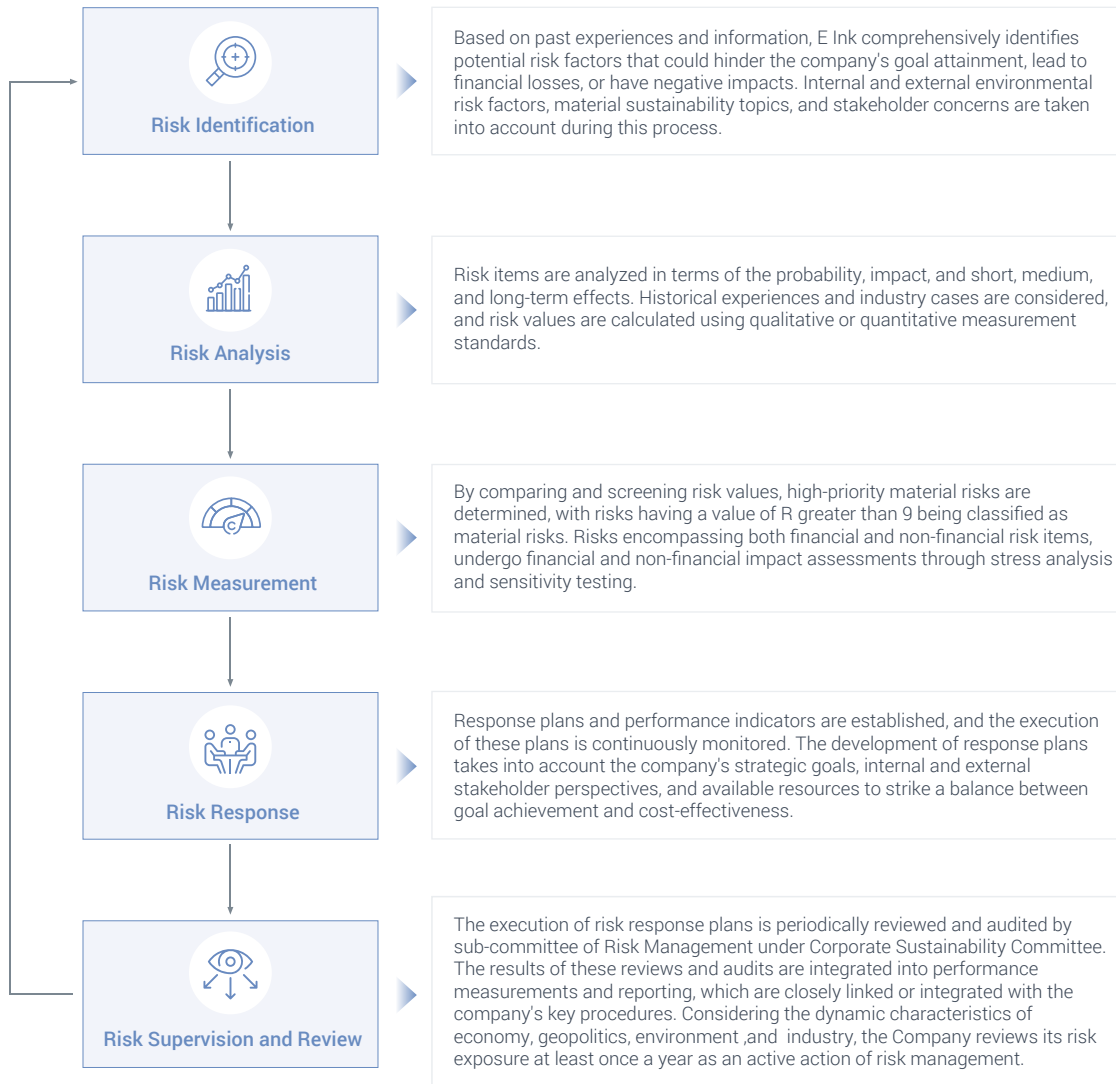 Risk Identification
Based on past experiences and information, E Ink comprehensively identifies
potential risk factors that could hinder the company's goal attainment, lead to
financial losses, or have negative impacts. Internal and external environmental
risk factors, material sustainability topics, and stakeholder concerns are taken
into account during this process.
Risk Analysis
Risk items are analyzed in terms of the probability, impact, and short, medium,
and long-term effects. Historical experiences and industry cases are considered,
and risk values are calculated using qualitative or quantitative measurement
standards.
C
Risk Measurement
By comparing and screening risk values, high-priority material risks are
determined, with risks having a value of R greater than 9 being classified as
material risks. Risks encompassing both financial and non-financial risk items,
undergo financial and non-financial impact assessments through stress analysis
and sensitivity testing.
Risk Response
Response plans and performance indicators are established, and the execution
of these plans is continuously monitored. The development of response plans
takes into account the company's strategic goals, internal and external
stakeholder perspectives, and available resources to strike a balance between
goal achievement and cost-effectiveness.
Risk Supervision and Review
The execution of risk response plans is periodically reviewed and audited by
sub-committee of Risk Management under Corporate Sustainability Committee.
The results of these reviews and audits are integrated into performance
measurements and reporting, which are closely linked or integrated with the
company's key procedures. Considering the dynamic characteristics of
economy, geopolitics, environment ,and  industry, the Company reviews its risk
exposure at least once a year as an active action of risk management.